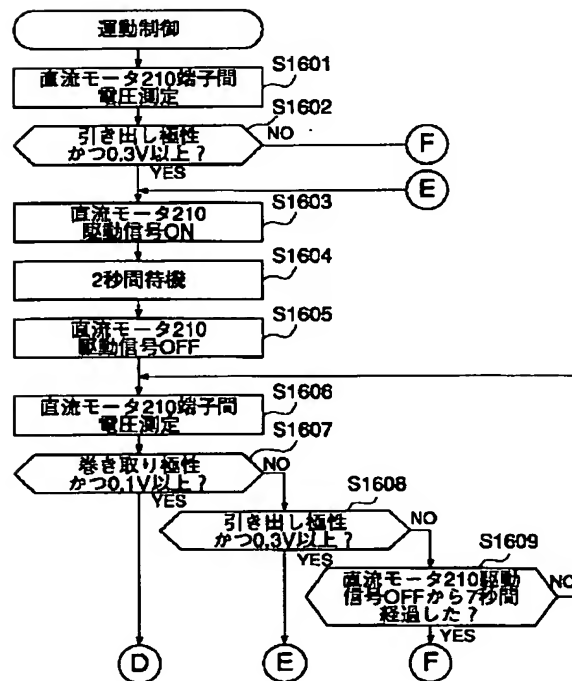 運動制御
S1601
直流モータ210端子間
電圧測定
S1602
引き出し極性
かつ0.3V以上?
NO
F
YES
E
S1603
直流モータ210
駆動信号ON
S1604
2秒間待機
S1605
直流モータ210
駆動信号OFF
S1606
直流モータ210端子間
電圧測定
S1607
巻き取り極性
かつ0.1V以上?
NO
YES
S1608
引き出し極性
かつ0.3V以上?
NO
YES
S1609
直流モータ210駆動
信号OFFから7秒間
経過した?
NO
YES
D
E
F